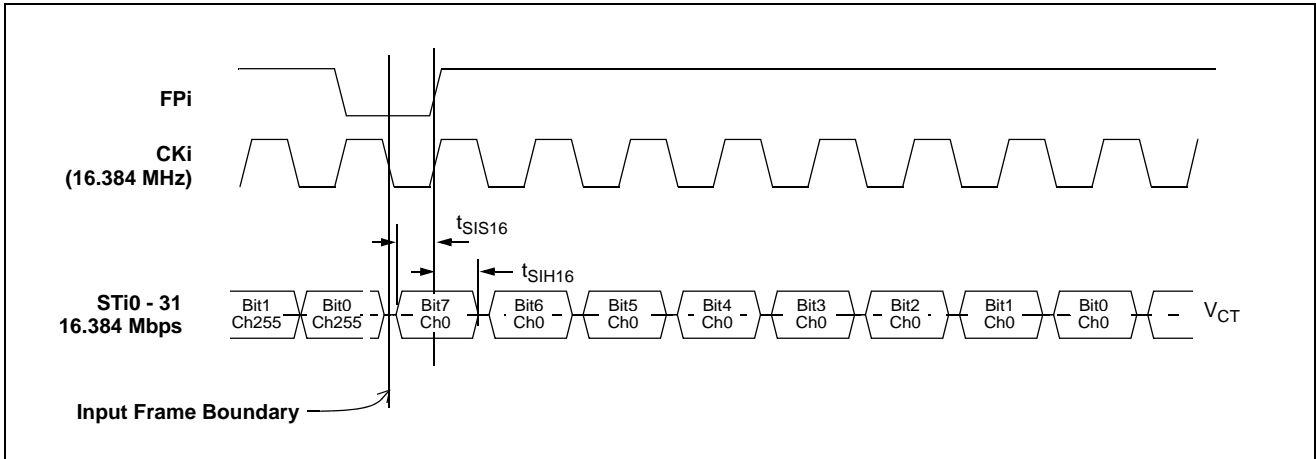 FPi
CKi
(16.384 MHz)
tSIS16
tSIH16
STi0 - 31
16.384 Mbps
Bit1
Ch255
Bit0
Ch255
Bit7
Ch0
Bit6
Ch0
Bit5
Ch0
Bit4
Ch0
Bit3
Ch0
Bit2
Ch0
Bit1
Ch0
Bit0
Ch0
VCT
Input Frame Boundary